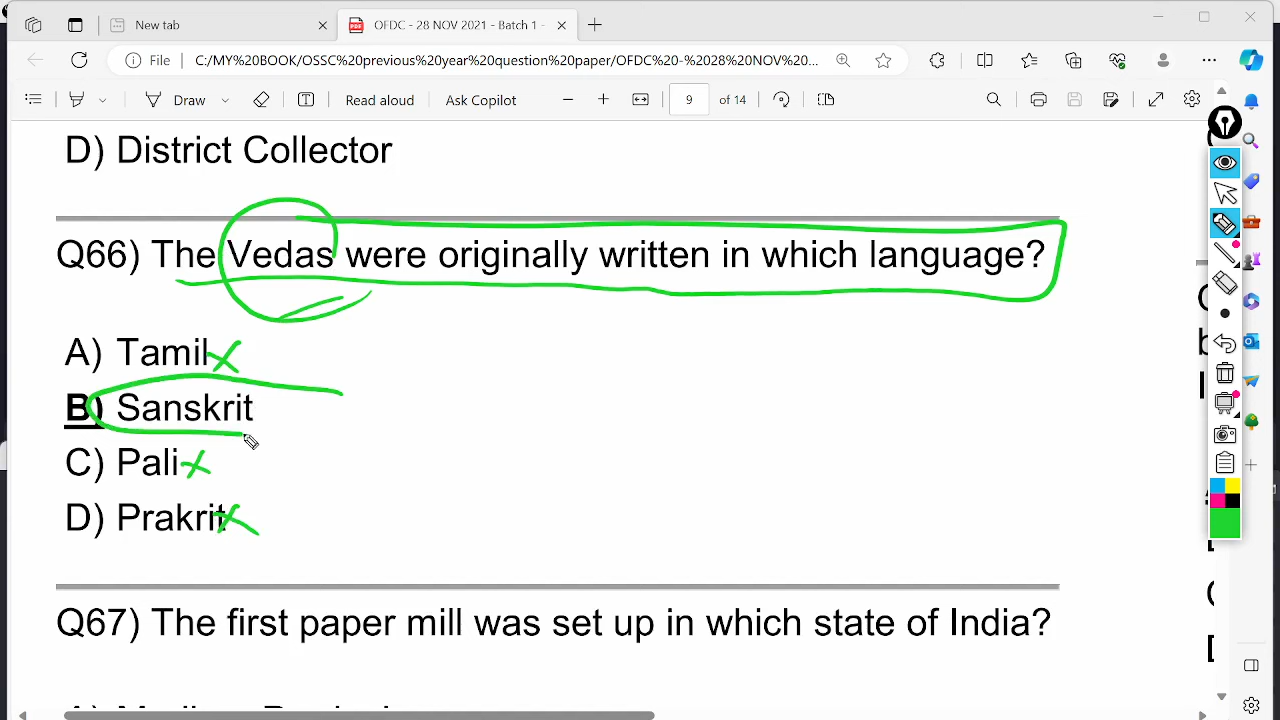 New tab
OFDC - 28 NOV 2021 - Batch 1 -
File
C:/MY%20BOOK/OSSC%20previous%20year%20question%20paper/OFDC%20-%2028%20NOV%20...
Draw
Read aloud
Ask Copilot
9
of 14
D) District Collector
Q66) The Vedas were originally written in which language?
A) Tamil
B) Sanskrit
C) Pali
D) Prakrit
Q67) The first paper mill was set up in which state of India?